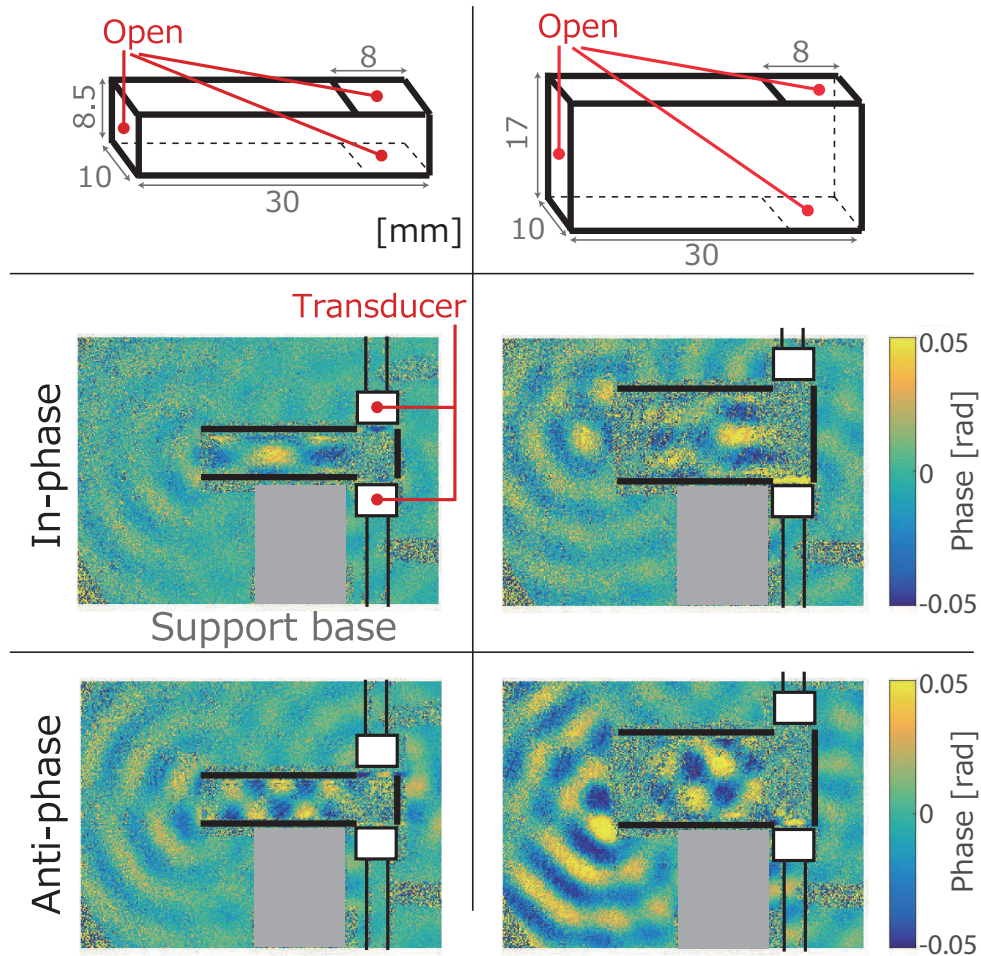 Open
8
8.5
10
30
[mm]
Open
8
17
10
30
Transducer
In-phase
Support base
0.05
0
-0.05
Phase [rad]
Anti-phase
0.05
0
-0.05
Phase [rad]